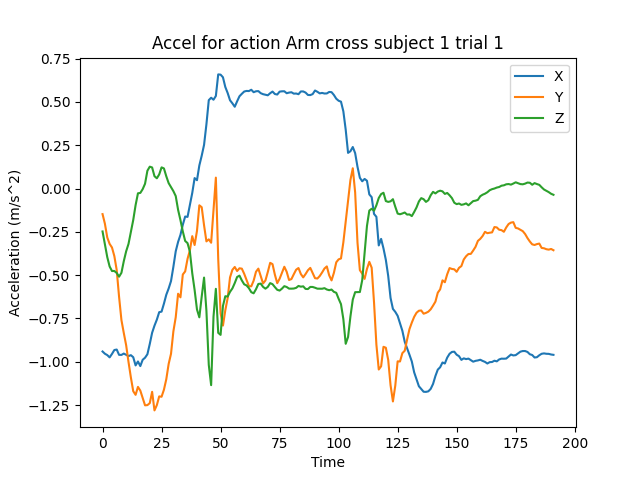 Accel for action Arm cross subject 1 trial 1
X
Y
Z
Acceleration (m/s^2)
0.75
0.50
0.25
0.00
−0.25
−0.50
−0.75
−1.00
−1.25
0 25 50 75 100 125 150 175 200
Time